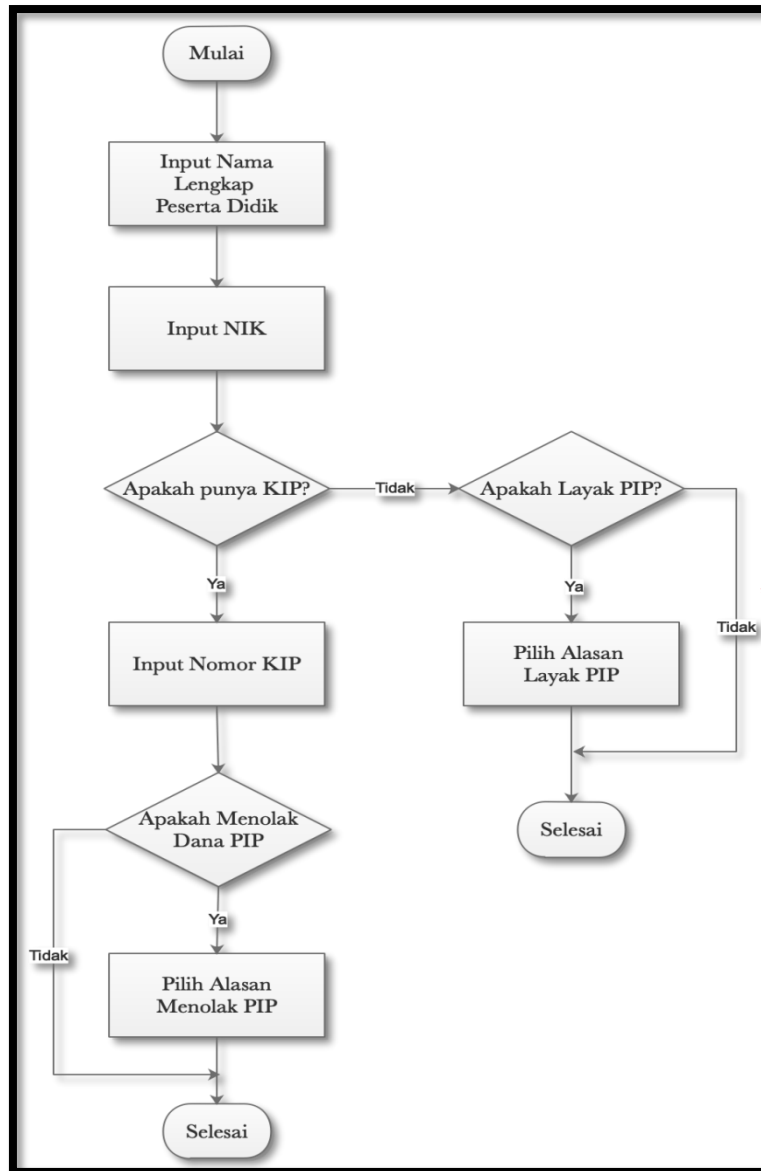 Mulai
Input Nama
Lengkap
Peserta Didik
Input NIK
Apakah punya KIP?
Tidak
Apakah Layak PIP?
Ya
Ya
Tidak
Input Nomor KIP
Pilih Alasan
Layak PIP
Apakah Menolak
Dana PIP
Selesai
Ya
Tidak
Pilih Alasan
Menolak PIP
Selesai